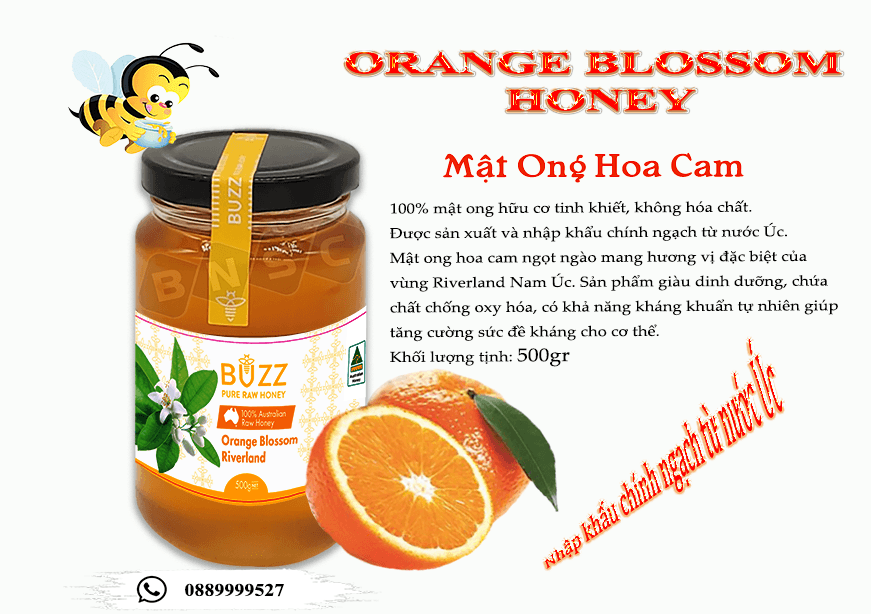 ORANGE BLOSSOM
HONEY
Mật Ong Hoa Cam
100% mật ong hữu cơ tinh khiết, không hóa chất.
Được sản xuất và nhập khẩu chính ngạch từ nước Úc.
Mật ong hoa cam ngọt ngào mang hương vị đặc biệt của
vùng Riverland Nam Úc. Sản phẩm giàu dinh dưỡng, chứa
chất chống oxy hóa, có khả năng kháng khuẩn tự nhiên giúp
tăng cường sức đề kháng cho cơ thể.
Khối lượng tịnh: 500gr
BUZZ
BNSC
BUZZ
PURE RAW HONEY
100% Australian
Raw Honey
Orange Blossom
Riverland
500g
Nhập khẩu chính ngạch từ nước Úc
0889999527